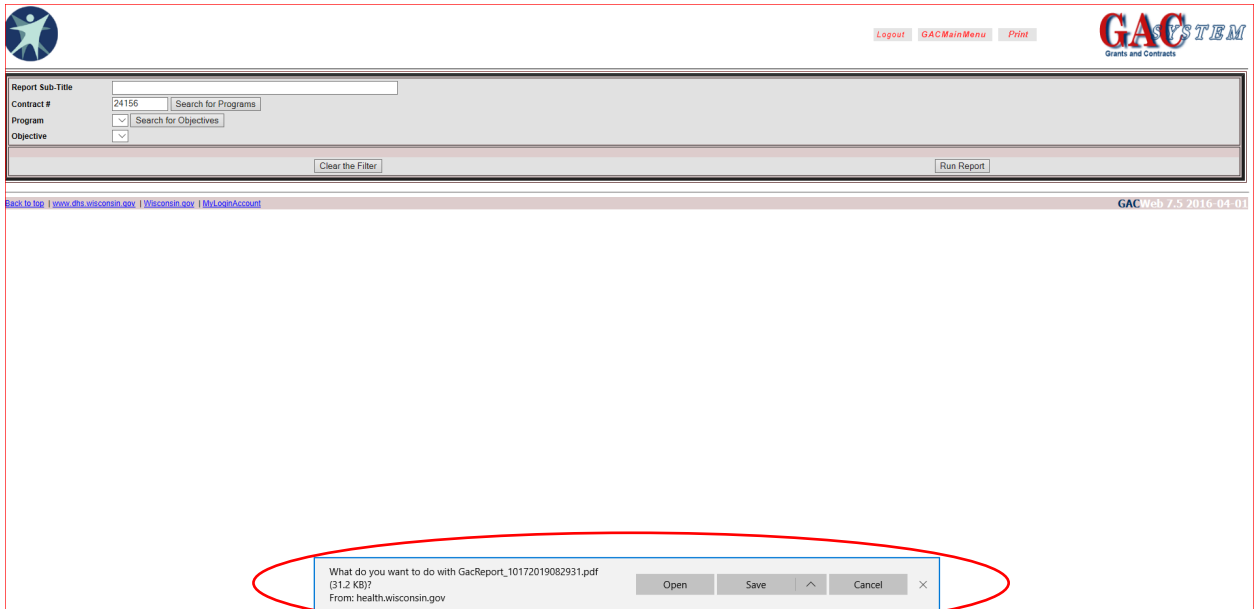 Logout GACMainMenu Print
GAC SYSTEM
Grants and Contracts
Report Sub-Title
Contract # 24156 Search for Programs
Program Search for Objectives
Objective
Clear the Filter Run Report
Back to top | www.dhs.wisconsin.gov | Wisconsin.gov | MyLoginAccount GACWeb 7.5 2016-04-01
What do you want to do with GacReport_10172019082931.pdf
(31.2 KB)?
From: health.wisconsin.gov
Open Save Cancel